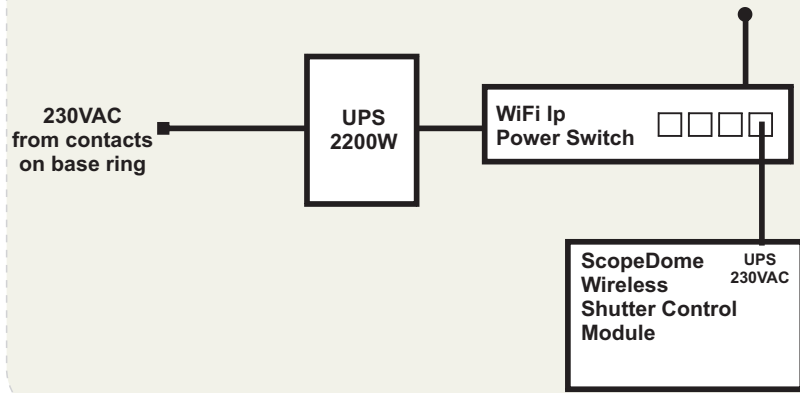 230VAC
from contacts
on base ring
UPS
2200W
WiFi Ip
Power Switch
ScopeDome
Wireless
Shutter Control
Module
UPS
230VAC